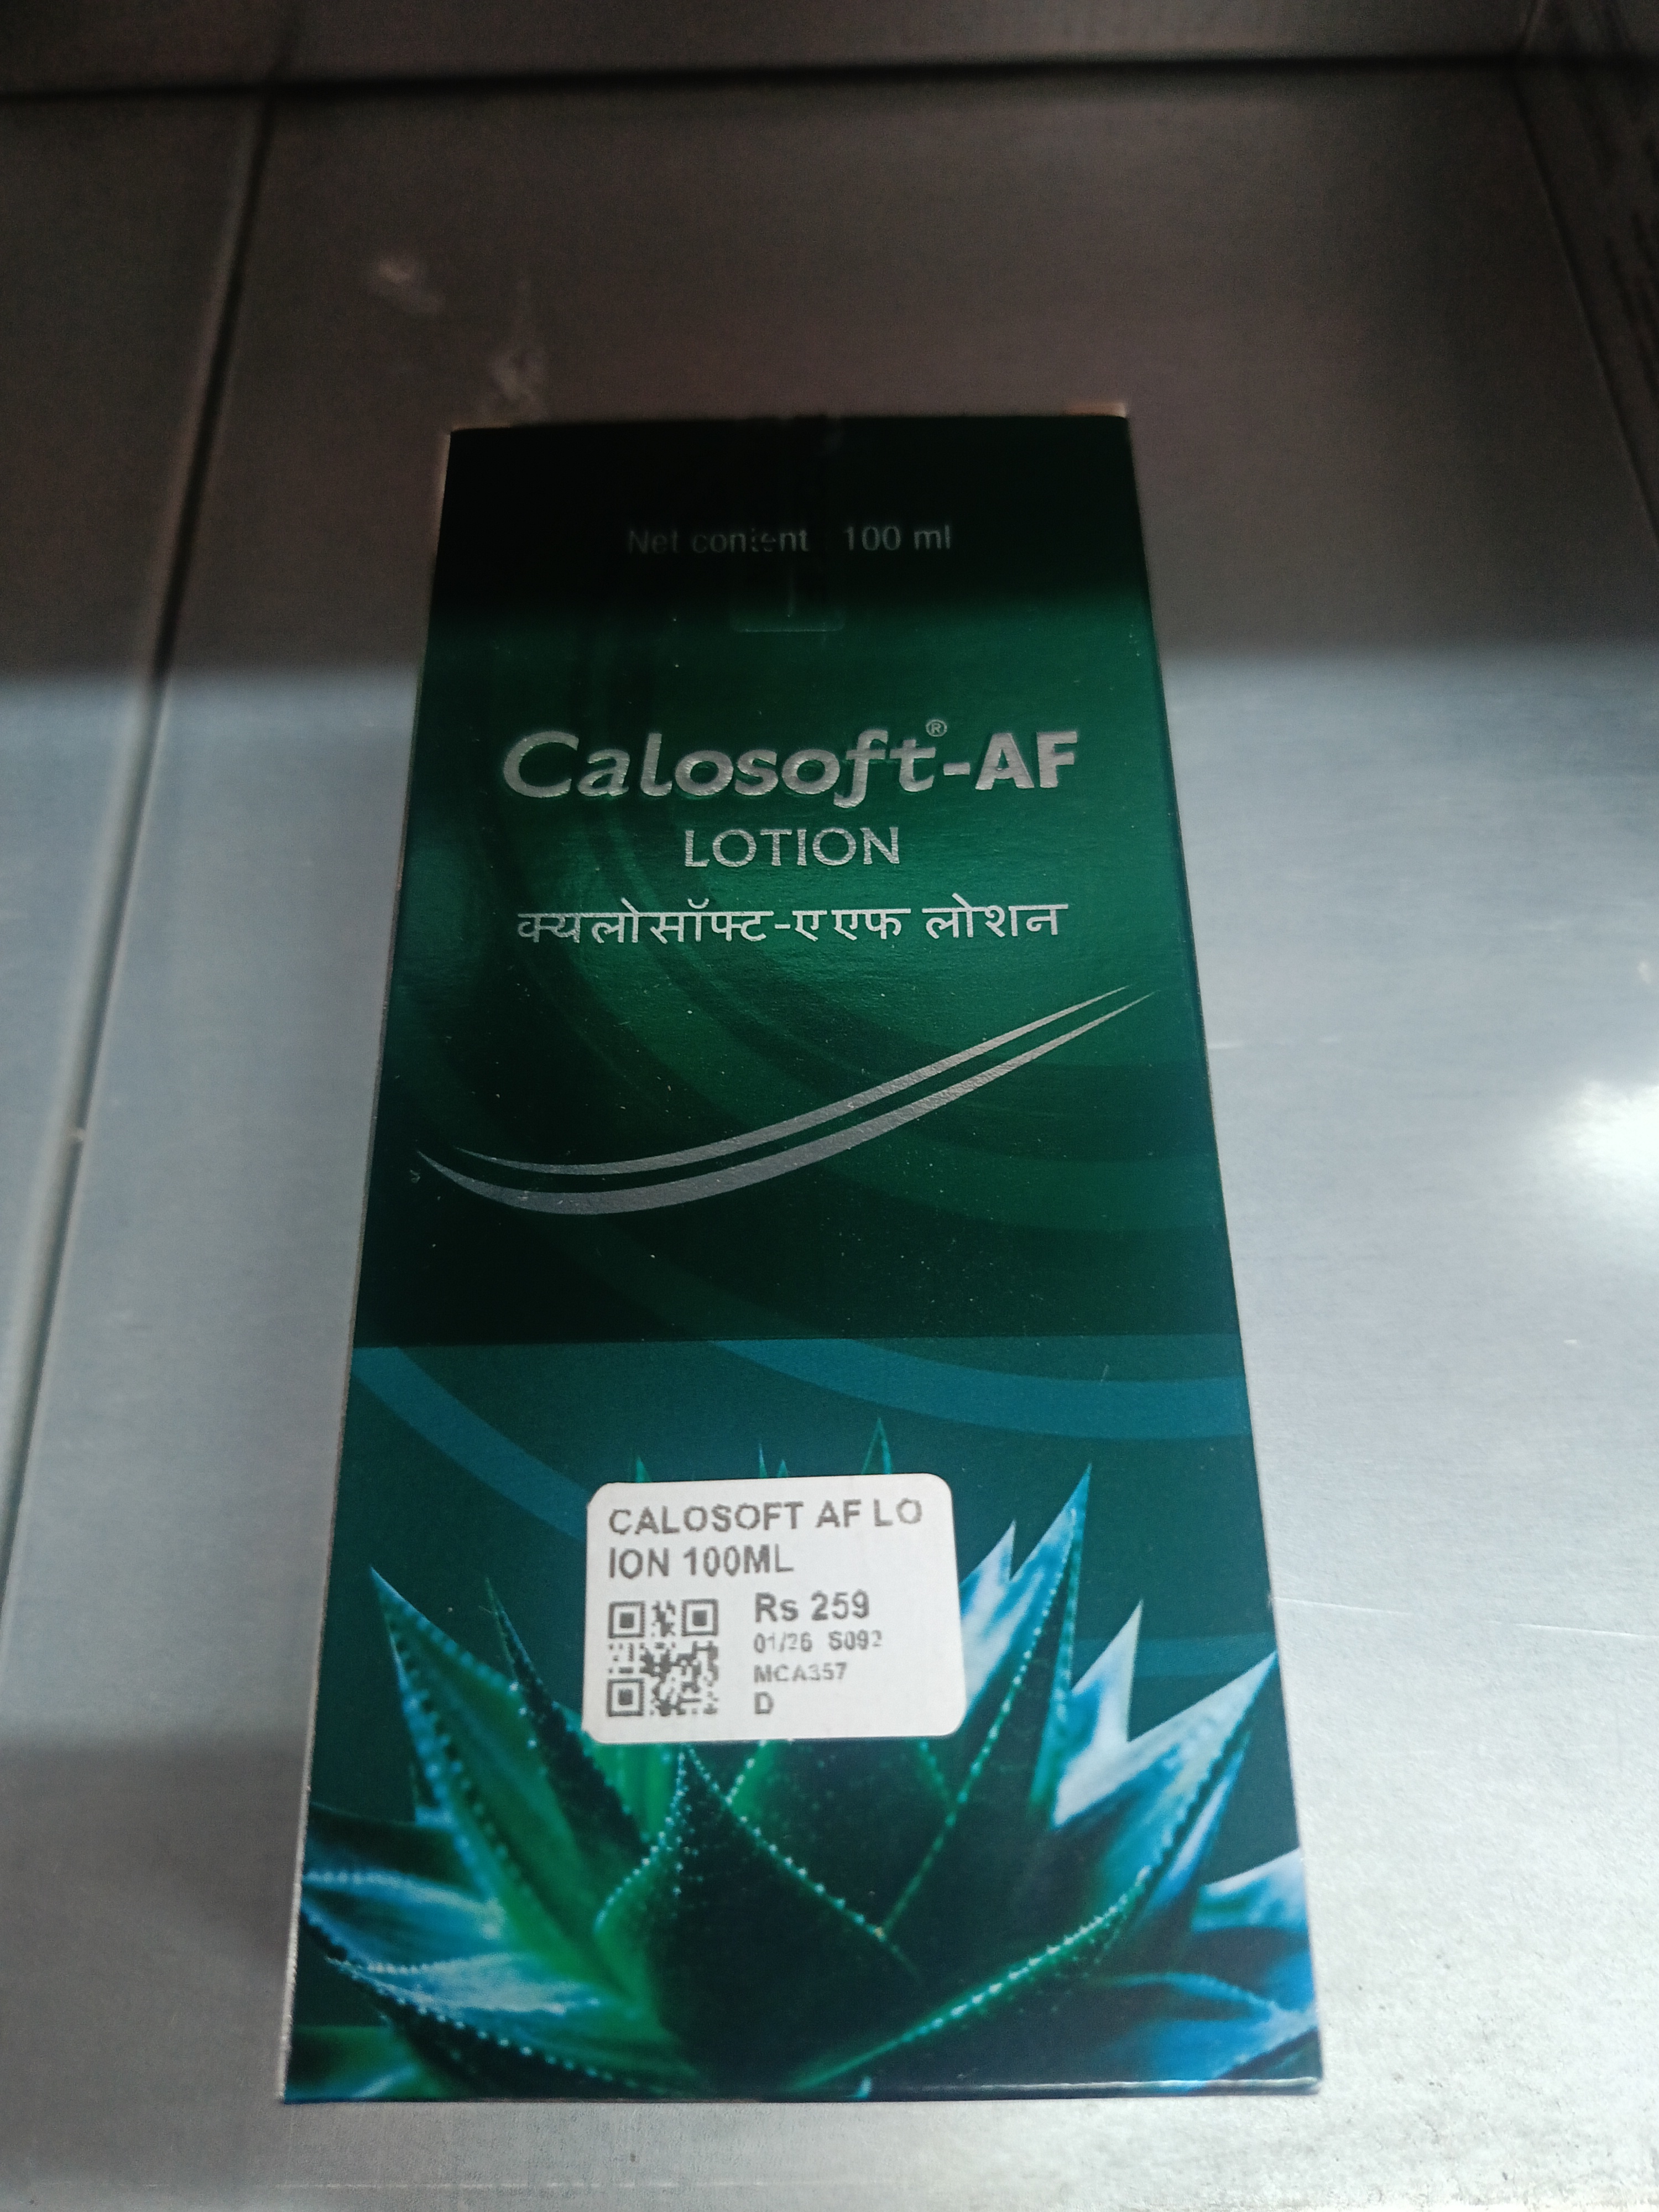 Net content : 100 ml
Calosoft®-AF
LOTION
क्यलोसॉफ्ट-एएफ लोशन
CALOSOFT AF LO
ION 100ML
Rs 259
01/26 S092
MCA357
D